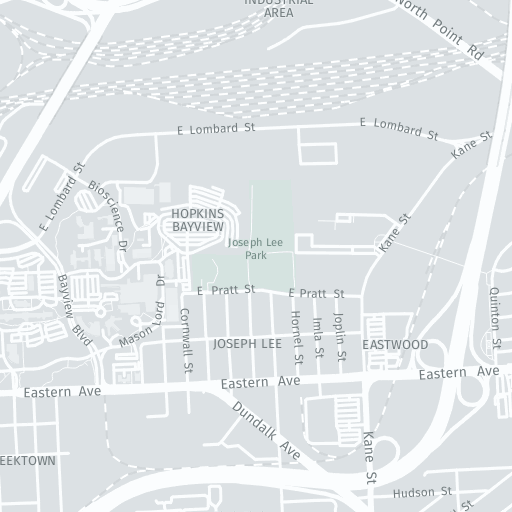 INDUSTRIAL
AREA
North Point Rd
E Lombard St
E Lombard St
Kane St
E Lombard St
Bioscience Dr
HOPKINS
BAYVIEW
Joseph Lee
Park
Kane St
Bayview Blvd
Mason Lord Dr
E Pratt St
E Pratt St
Cornwall St
Hornel St
Imla St
Joplin St
Quinton St
JOSEPH LEE
EASTWOOD
Eastern Ave
Eastern Ave
Eastern Ave
Dundalk Ave
Kane St
EEKTOWN
Hudson St
St